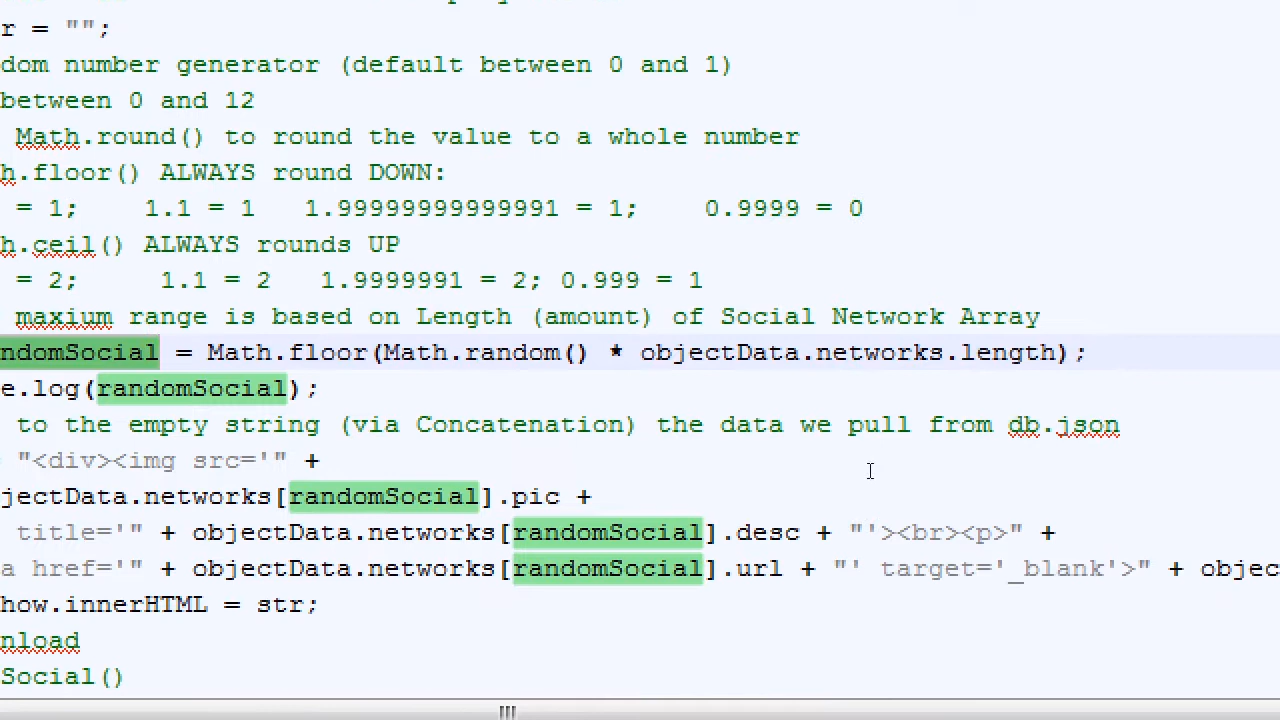 r = "";
dom number generator (default between 0 and 1)
between 0 and 12
Math.round() to round the value to a whole number
h.floor() ALWAYS round DOWN:
= 1;    1.1 = 1   1.99999999999991 = 1;    0.9999 = 0
h.ceil() ALWAYS rounds UP
= 2;     1.1 = 2   1.9999991 = 2; 0.999 = 1
maxium range is based on Length (amount) of Social Network Array
ndomSocial = Math.floor(Math.random() * objectData.networks.length);
e.log(randomSocial);
to the empty string (via Concatenation) the data we pull from db.json
"<div><img src='" +
jectData.networks[randomSocial].pic +
title='" + objectData.networks[randomSocial].desc + "'><br><p>" +
a href='" + objectData.networks[randomSocial].url + "' target='_blank'>" + objec
how.innerHTML = str;
nload
Social()